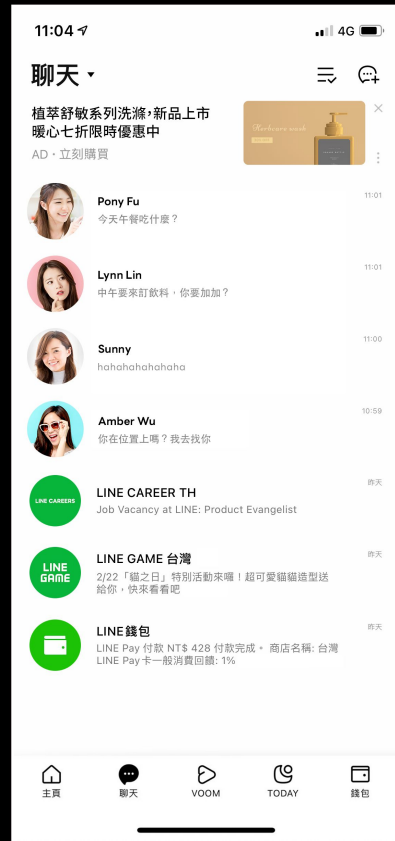 11:04
4G
聊天
植萃舒敏系列洗滌,新品上市
暖心七折限時優惠中
AD・立刻購買
Pony Fu
11:01
今天午餐吃什麼？
Lynn Lin
11:01
中午要來訂飲料，你要加加？
Sunny
11:00
hahahahahahaha
Amber Wu
10:59
你在位置上嗎？我去找你
LINE CAREERS
LINE CAREER TH
昨天
Job Vacancy at LINE: Product Evangelist
LINE
GAME
LINE GAME 台灣
昨天
2/22「貓之日」特別活動來囉！超可愛貓貓造型送
給你，快來看看吧
LINE錢包
昨天
LINE Pay 付款 NT$ 428 付款完成。 商店名稱: 台灣
LINE Pay卡一般消費回饋: 1%
主頁
聊天
VOOM
TODAY
錢包